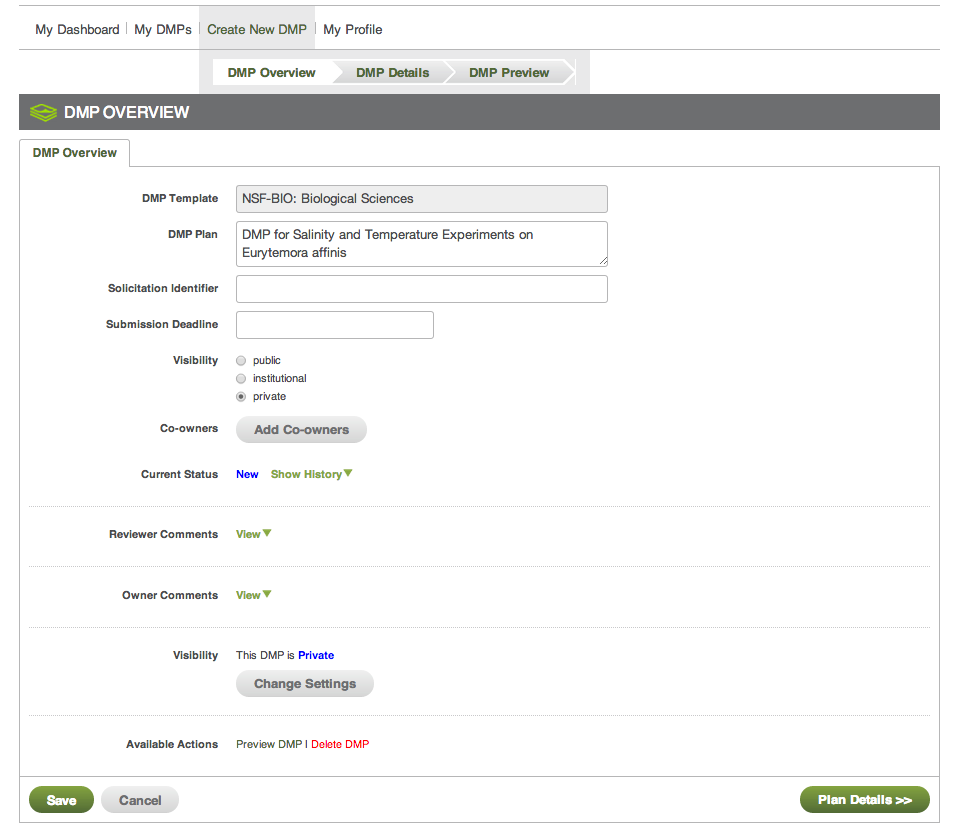 My Dashboard My DMPs Create New DMP My Profile
DMP Overview DMP Details DMP Preview
DMP OVERVIEW
DMP Overview
DMP Template NSF-BIO: Biological Sciences
DMP Plan DMP for Salinity and Temperature Experiments on
Eurytemora affinis
Solicitation Identifier
Submission Deadline
Visibility public
institutional
private
Co-owners Add Co-owners
Current Status New Show History
Reviewer Comments View
Owner Comments View
Visibility This DMP is Private
Change Settings
Available Actions Preview DMP | Delete DMP
Save Cancel Plan Details >>